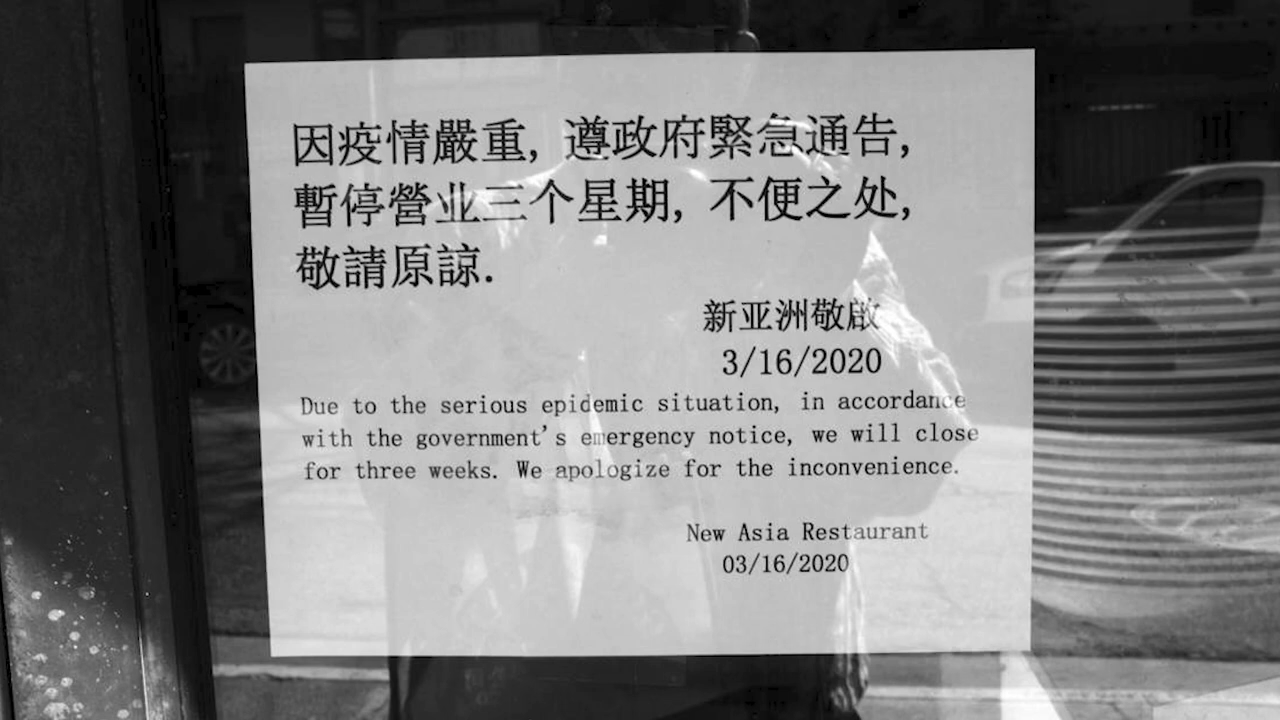 因疫情嚴重, 遵政府緊急通告,
暫停營业三个星期, 不便之处,
敬請原諒.
新亚洲敬啟
3/16/2020
Due to the serious epidemic situation, in accordance
with the government's emergency notice, we will close
for three weeks. We apologize for the inconvenience.
New Asia Restaurant
03/16/2020